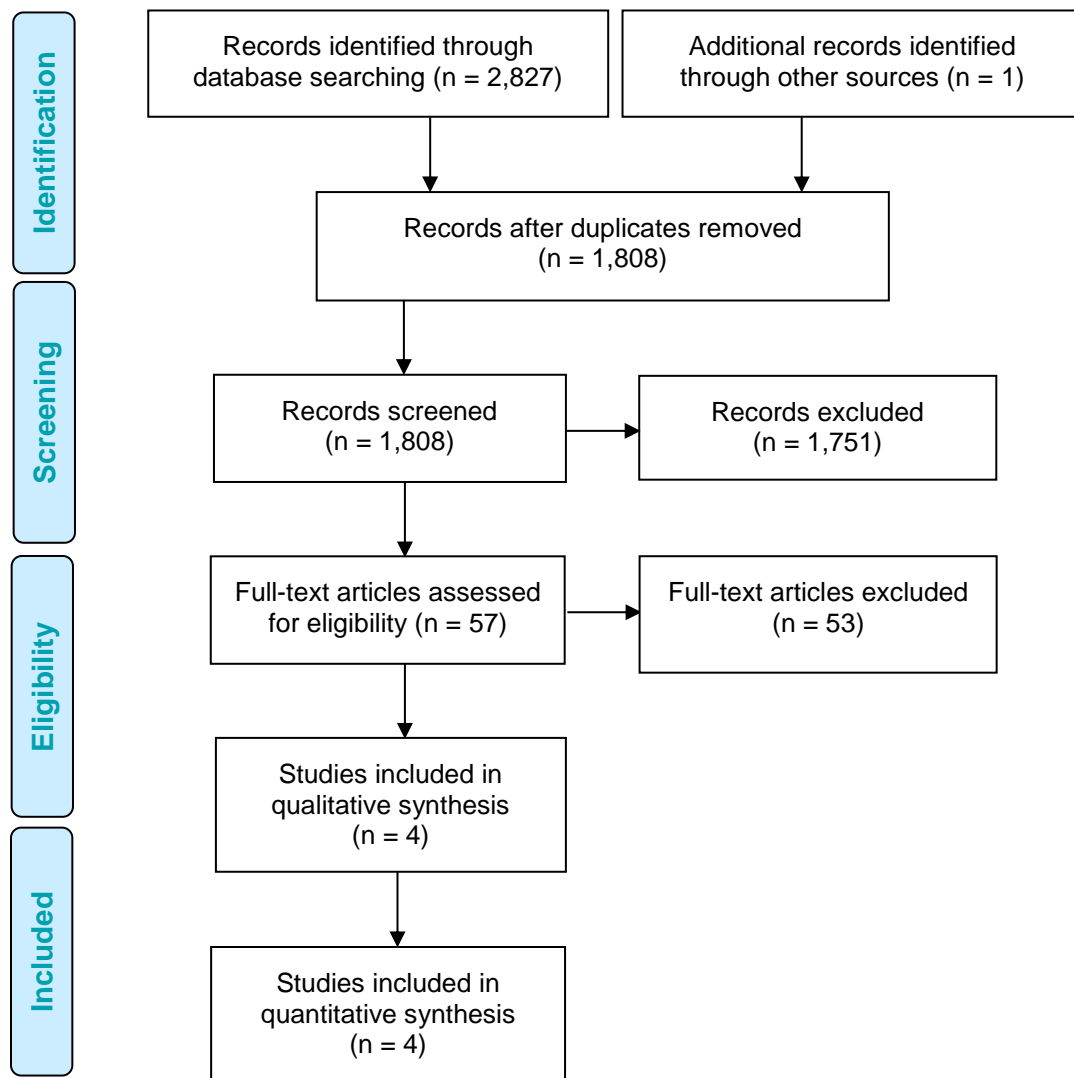 Identification
Records identified through
database searching (n = 2,827)
Additional records identified
through other sources (n = 1)
Records after duplicates removed
(n = 1,808)
Screening
Records screened
(n = 1,808)
Records excluded
(n = 1,751)
Eligibility
Full-text articles assessed
for eligibility (n = 57)
Full-text articles excluded
(n = 53)
Studies included in
qualitative synthesis
(n = 4)
Included
Studies included in
quantitative synthesis
(n = 4)